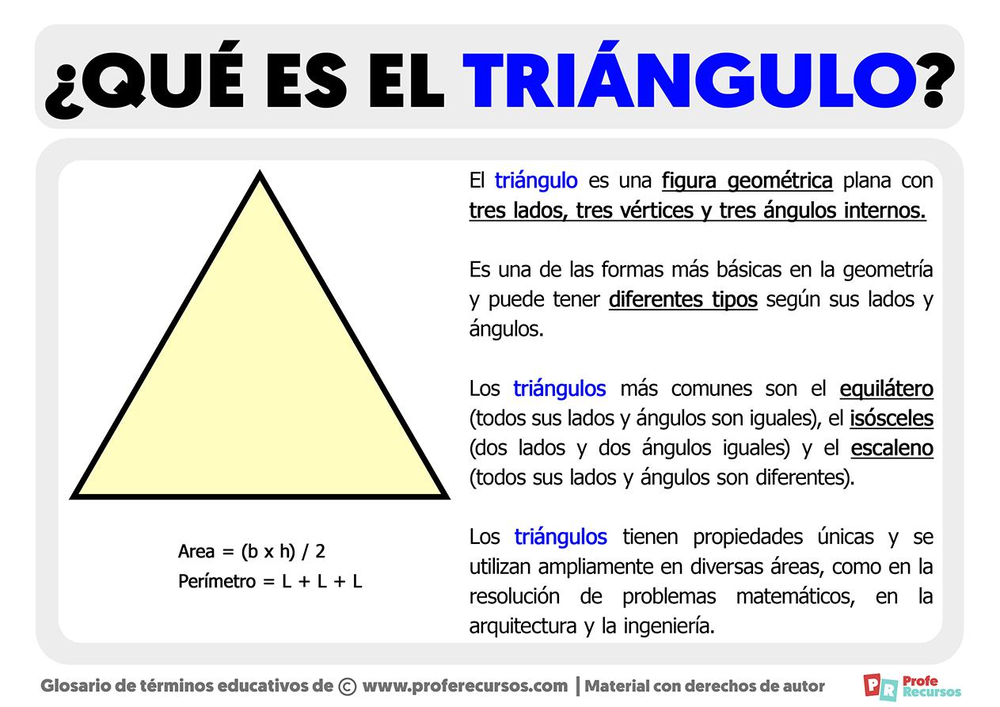 ¿QUÉ ES EL TRIÁNGULO?
El triángulo es una figura geométrica plana con
tres lados, tres vértices y tres ángulos internos.
Es una de las formas más básicas en la geometría
y puede tener diferentes tipos según sus lados y
ángulos.
Los triángulos más comunes son el equilátero
(todos sus lados y ángulos son iguales), el isósceles
(dos lados y dos ángulos iguales) y el escaleno
(todos sus lados y ángulos son diferentes).
Los triángulos tienen propiedades únicas y se
utilizan ampliamente en diversas áreas, como en la
resolución de problemas matemáticos, en la
arquitectura y la ingeniería.
Area = (b x h) / 2
Perímetro = L + L + L
Glosario de términos educativos de © www.proferecursos.com | Material con derechos de autor
PR Profe
Recursos